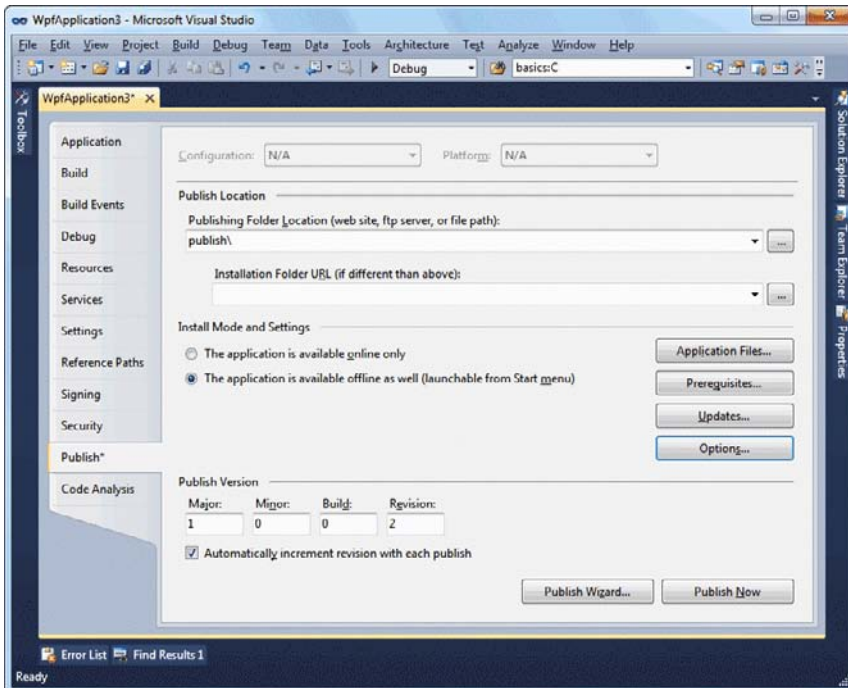 WpfApplication3 - Microsoft Visual Studio
File Edit View Project Build Debug Team Data Tools Architecture Test Analyze Window Help
Debug basics:C
WpfApplication3* X
Toolbox
Application
Build
Build Events
Debug
Resources
Services
Settings
Reference Paths
Signing
Security
Publish*
Code Analysis
Configuration: N/A Platform: N/A
Publish Location
Publishing Folder Location (web site, ftp server, or file path):
publish\
...
Installation Folder URL (if different than above):
...
Install Mode and Settings
The application is available online only
The application is available offline as well (launchable from Start menu)
Application Files...
Prerequisites...
Updates...
Options...
Publish Version
Major: Minor: Build: Revision:
1 0 0 2
Automatically increment revision with each publish
Publish Wizard... Publish Now
Solution Explorer
Team Explorer
Properties
Error List Find Results 1
Ready